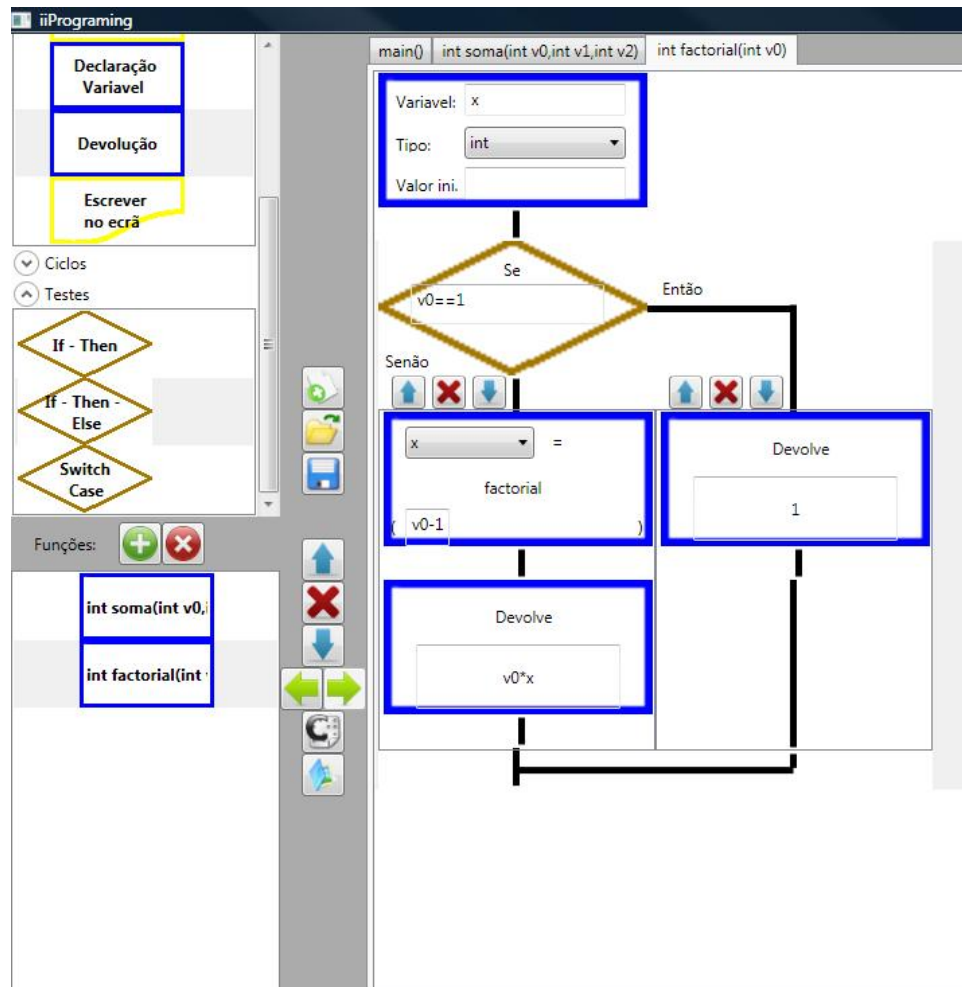 iiPrograming
Declaração
Variavel
Devolução
Escrever
no ecrã
Ciclos
Testes
If - Then
If - Then -
Else
Switch
Case
Funções:
int soma(int v0,i
int factorial(int
main()
int soma(int v0,int v1,int v2)
int factorial(int v0)
Variavel: x
Tipo: int
Valor ini.
Se
v0==1
Então
Senão
x =
factorial
( v0-1 )
Devolve
v0*x
Devolve
1